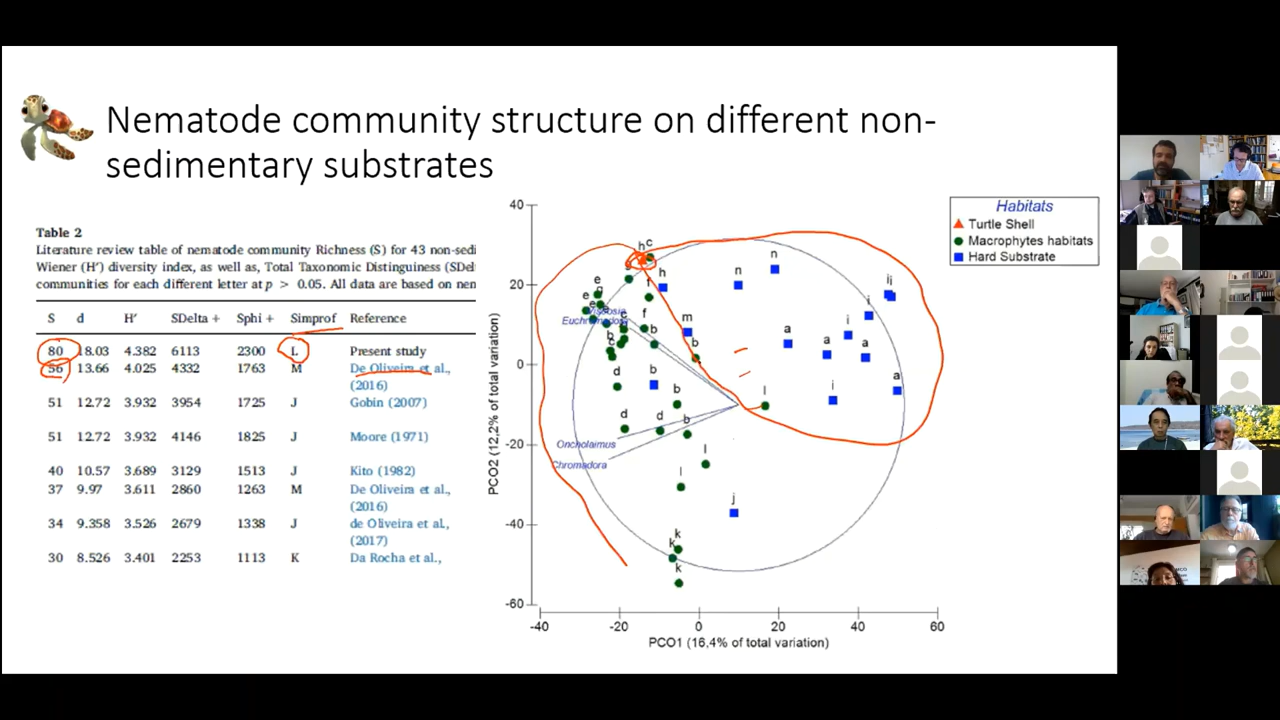 Nematode community structure on different non-
sedimentary substrates
Table 2
Literature review table of nematode community Richness (S) for 43 non-sedi
Wiener (H′) diversity index, as well as, Total Taxonomic Distinguiness (SDel
communities for each different letter at p > 0.05. All data are based on nen
S d H′ SDelta + Sphi + Simprof Reference
80 18.03 4.382 6113 2300 L Present study
56 13.66 4.025 4332 1763 M De Oliveira et al.,
(2016)
51 12.72 3.932 3954 1725 J Gobin (2007)
51 12.72 3.932 4146 1825 J Moore (1971)
40 10.57 3.689 3129 1513 J Kito (1982)
37 9.97 3.611 2860 1263 M De Oliveira et al.,
(2016)
34 9.358 3.526 2679 1338 J de Oliveira et al.,
(2017)
30 8.526 3.401 2253 1113 K Da Rocha et al.,
Habitats
Turtle Shell
Macrophytes habitats
Hard Substrate
PCO2 (12,2% of total variation)
40
20
0
-20
-40
-60
h c
n
n
h
f
ij
i
e
e
m
f
b
a
i
a
a
b
b
b
d
i
a
l
b
d
d
b
l
l
j
k
k
k
Oncholaimus
Chromadora
-40 -20 0 20 40 60
PCO1 (16,4% of total variation)